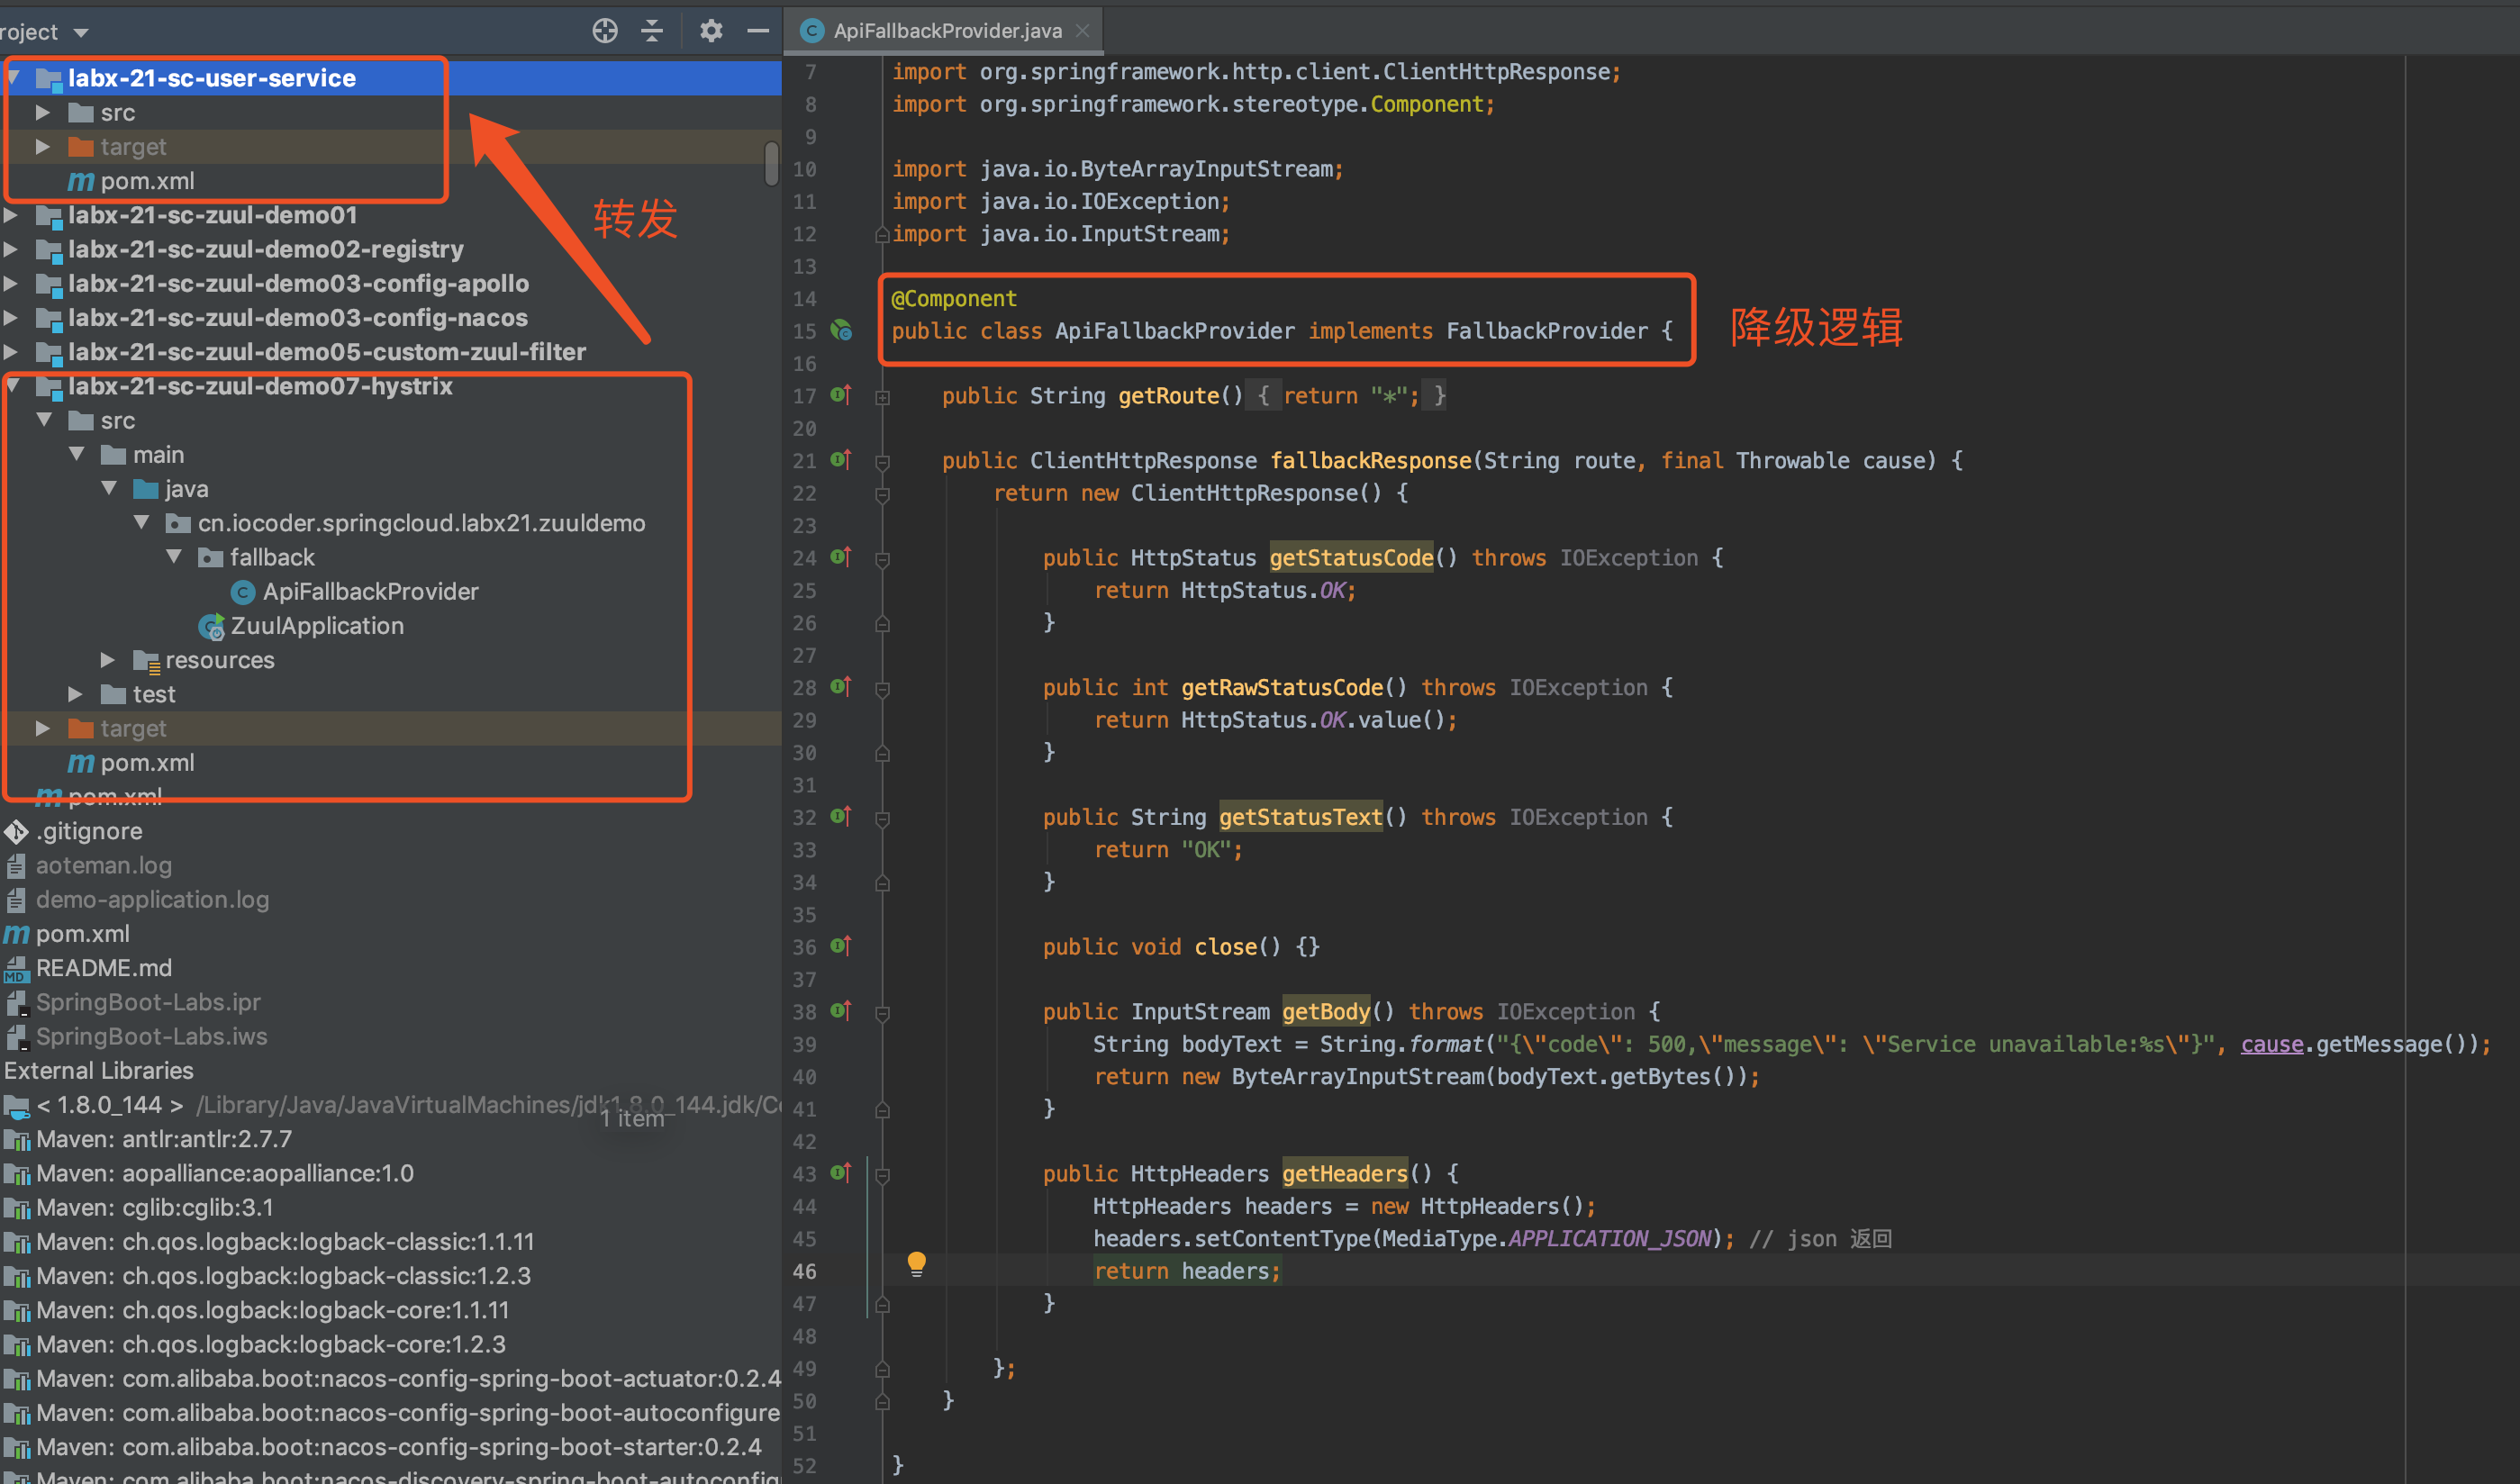 roject
labx-21-sc-user-service
src
target
pom.xml
转发
labx-21-sc-zuul-demo01
labx-21-sc-zuul-demo02-registry
labx-21-sc-zuul-demo03-config-apollo
labx-21-sc-zuul-demo03-config-nacos
labx-21-sc-zuul-demo05-custom-zuul-filter
labx-21-sc-zuul-demo07-hystrix
src
main
java
cn.iocoder.springcloud.labx21.zuuldemo
fallback
ApiFallbackProvider
ZuulApplication
resources
test
target
pom.xml
pom.xml
.gitignore
aoteman.log
demo-application.log
pom.xml
README.md
SpringBoot-Labs.ipr
SpringBoot-Labs.iws
External Libraries
< 1.8.0_144 > /Library/Java/JavaVirtualMachines/jdk1.8.0_144.jdk/Co
1 item
Maven: antlr:antlr:2.7.7
Maven: aopalliance:aopalliance:1.0
Maven: cglib:cglib:3.1
Maven: ch.qos.logback:logback-classic:1.1.11
Maven: ch.qos.logback:logback-classic:1.2.3
Maven: ch.qos.logback:logback-core:1.1.11
Maven: ch.qos.logback:logback-core:1.2.3
Maven: com.alibaba.boot:nacos-config-spring-boot-actuator:0.2.4
Maven: com.alibaba.boot:nacos-config-spring-boot-autoconfigure
Maven: com.alibaba.boot:nacos-config-spring-boot-starter:0.2.4
Maven: com.alibaba.boot:nacos-discovery-spring-boot-autoconfig
ApiFallbackProvider.java
7 import org.springframework.http.client.ClientHttpResponse;
8 import org.springframework.stereotype.Component;
9
10 import java.io.ByteArrayInputStream;
11 import java.io.IOException;
12 import java.io.InputStream;
13
14 @Component
15 public class ApiFallbackProvider implements FallbackProvider {
降级逻辑
16
17 public String getRoute() { return "*"; }
20
21 public ClientHttpResponse fallbackResponse(String route, final Throwable cause) {
22 return new ClientHttpResponse() {
23
24 public HttpStatus getStatusCode() throws IOException {
25 return HttpStatus.OK;
26 }
27
28 public int getRawStatusCode() throws IOException {
29 return HttpStatus.OK.value();
30 }
31
32 public String getStatusText() throws IOException {
33 return "OK";
34 }
35
36 public void close() {}
37
38 public InputStream getBody() throws IOException {
39 String bodyText = String.format("{\"code\": 500,\"message\": \"Service unavailable:%s\"}", cause.getMessage());
40 return new ByteArrayInputStream(bodyText.getBytes());
41 }
42
43 public HttpHeaders getHeaders() {
44 HttpHeaders headers = new HttpHeaders();
45 headers.setContentType(MediaType.APPLICATION_JSON); // json 返回
46 return headers;
47 }
48
49 };
50 }
51
52 }